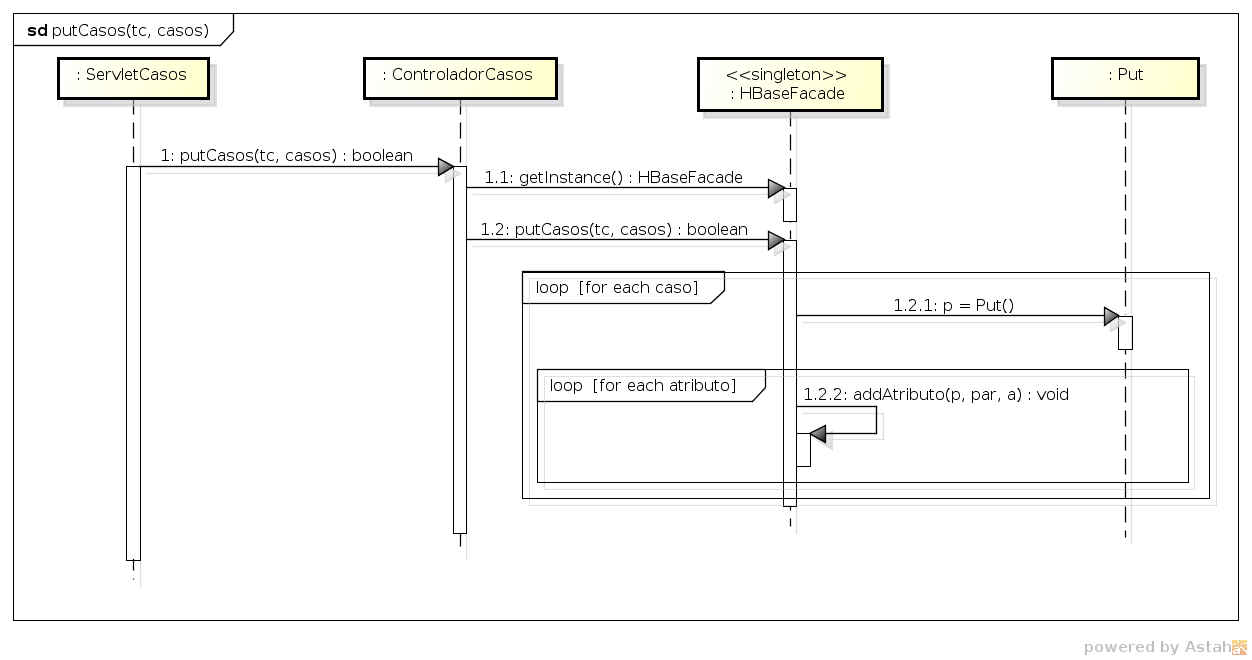 sd putCasos(tc, casos)
: ServletCasos
: ControladorCasos
<<singleton>>
: HBaseFacade
: Put
1: putCasos(tc, casos) : boolean
1.1: getInstance() : HBaseFacade
1.2: putCasos(tc, casos) : boolean
loop [for each caso]
1.2.1: p = Put()
loop [for each atributo]
1.2.2: addAtributo(p, par, a) : void
powered by Astah